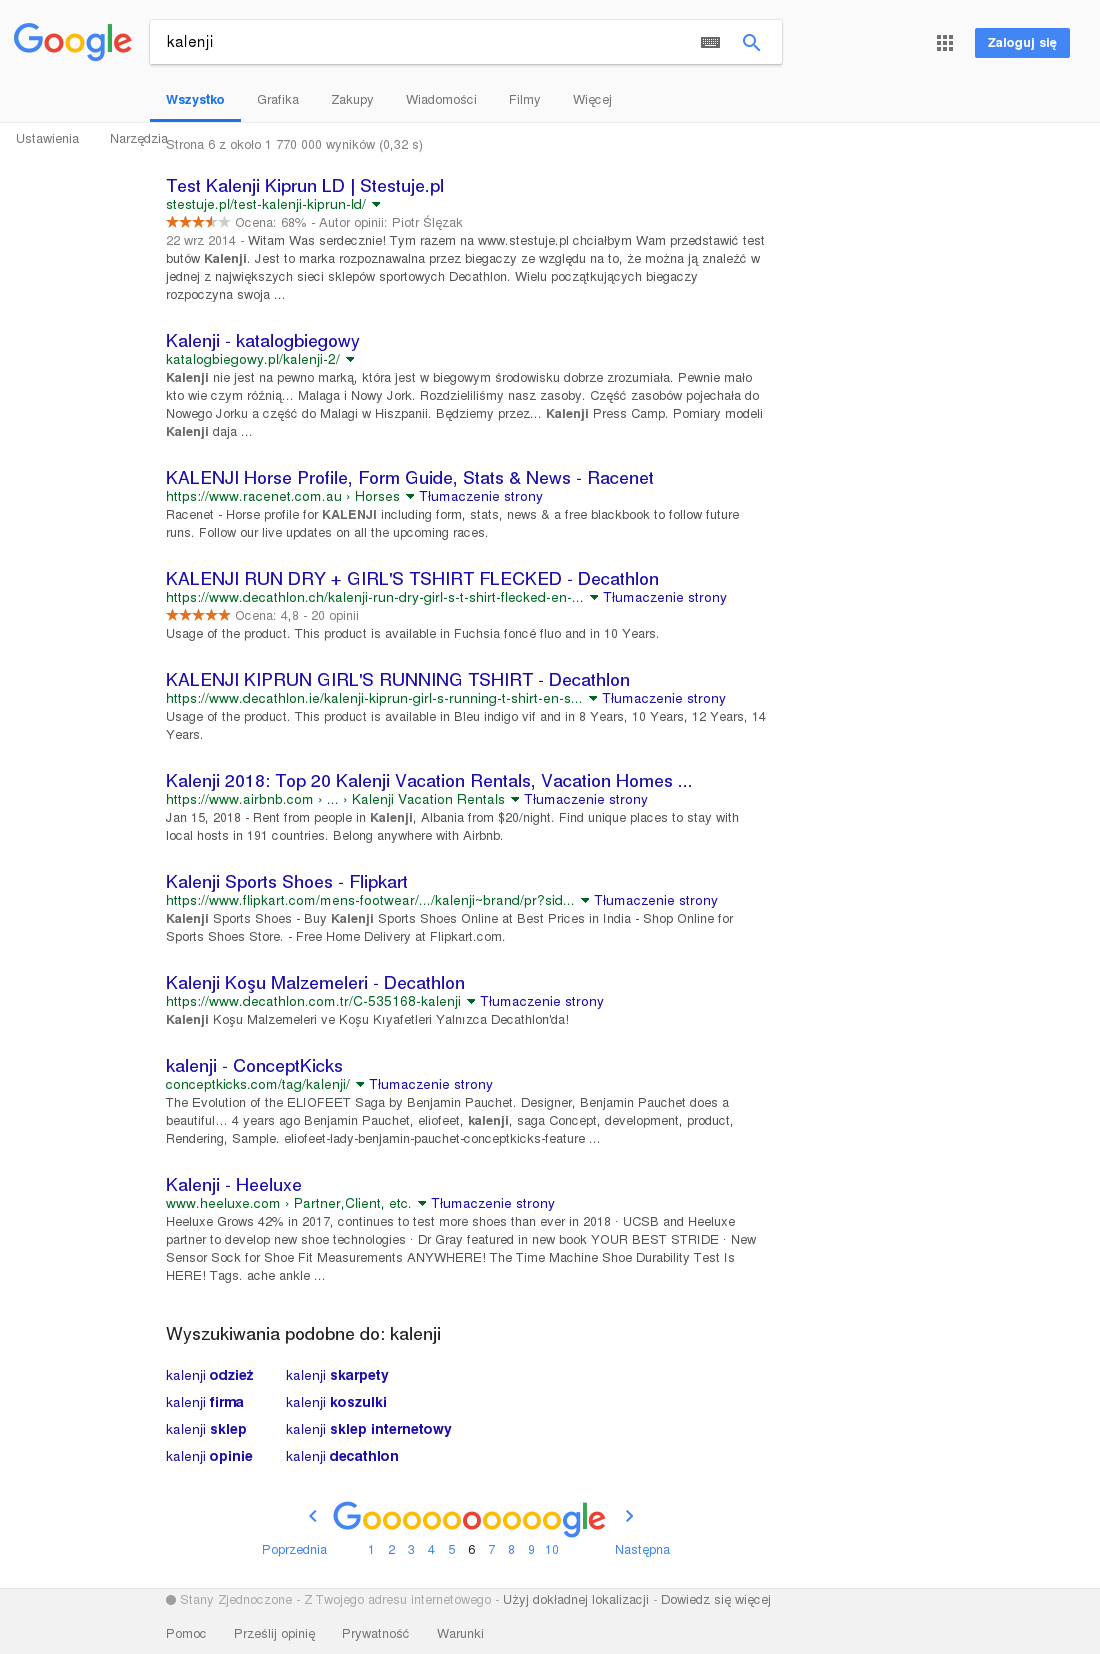 Google
kalenji
Zaloguj się
Wszystko Grafika Zakupy Wiadomości Filmy Więcej
Ustawienia Narzędzia
Strona 6 z około 1 770 000 wyników (0,32 s)
Test Kalenji Kiprun LD | Stestuje.pl
stestuje.pl/test-kalenji-kiprun-ld/
Ocena: 68% - Autor opinii: Piotr Ślęzak
22 wrz 2014 - Witam Was serdecznie! Tym razem na www.stestuje.pl chciałbym Wam przedstawić test
butów Kalenji. Jest to marka rozpoznawalna przez biegaczy ze względu na to, że można ją znaleźć w
jednej z największych sieci sklepów sportowych Decathlon. Wielu początkujących biegaczy
rozpoczyna swoja ...
Kalenji - katalogbiegowy
katalogbiegowy.pl/kalenji-2/
Kalenji nie jest na pewno marką, która jest w biegowym środowisku dobrze zrozumiała. Pewnie mało
kto wie czym różnią... Malaga i Nowy Jork. Rozdzieliliśmy nasz zasoby. Część zasobów pojechała do
Nowego Jorku a część do Malagi w Hiszpanii. Będziemy przez... Kalenji Press Camp. Pomiary modeli
Kalenji daja ...
KALENJI Horse Profile, Form Guide, Stats & News - Racenet
https://www.racenet.com.au › Horses Tłumaczenie strony
Racenet - Horse profile for KALENJI including form, stats, news & a free blackbook to follow future
runs. Follow our live updates on all the upcoming races.
KALENJI RUN DRY + GIRL'S TSHIRT FLECKED - Decathlon
https://www.decathlon.ch/kalenji-run-dry-girl-s-t-shirt-flecked-en-... Tłumaczenie strony
Ocena: 4,8 - 20 opinii
Usage of the product. This product is available in Fuchsia foncé fluo and in 10 Years.
KALENJI KIPRUN GIRL'S RUNNING TSHIRT - Decathlon
https://www.decathlon.ie/kalenji-kiprun-girl-s-running-t-shirt-en-s... Tłumaczenie strony
Usage of the product. This product is available in Bleu indigo vif and in 8 Years, 10 Years, 12 Years, 14
Years.
Kalenji 2018: Top 20 Kalenji Vacation Rentals, Vacation Homes ...
https://www.airbnb.com › ... › Kalenji Vacation Rentals Tłumaczenie strony
Jan 15, 2018 - Rent from people in Kalenji, Albania from $20/night. Find unique places to stay with
local hosts in 191 countries. Belong anywhere with Airbnb.
Kalenji Sports Shoes - Flipkart
https://www.flipkart.com/mens-footwear/.../kalenji~brand/pr?sid... Tłumaczenie strony
Kalenji Sports Shoes - Buy Kalenji Sports Shoes Online at Best Prices in India - Shop Online for
Sports Shoes Store. - Free Home Delivery at Flipkart.com.
Kalenji Koşu Malzemeleri - Decathlon
https://www.decathlon.com.tr/C-535168-kalenji Tłumaczenie strony
Kalenji Koşu Malzemeleri ve Koşu Kıyafetleri Yalnızca Decathlon'da!
kalenji - ConceptKicks
conceptkicks.com/tag/kalenji/ Tłumaczenie strony
The Evolution of the ELIOFEET Saga by Benjamin Pauchet. Designer, Benjamin Pauchet does a
beautiful... 4 years ago Benjamin Pauchet, eliofeet, kalenji, saga Concept, development, product,
Rendering, Sample. eliofeet-lady-benjamin-pauchet-conceptkicks-feature ...
Kalenji - Heeluxe
www.heeluxe.com › Partner,Client, etc. Tłumaczenie strony
Heeluxe Grows 42% in 2017, continues to test more shoes than ever in 2018 · UCSB and Heeluxe
partner to develop new shoe technologies · Dr Gray featured in new book YOUR BEST STRIDE · New
Sensor Sock for Shoe Fit Measurements ANYWHERE! The Time Machine Shoe Durability Test Is
HERE! Tags. ache ankle ...
Wyszukiwania podobne do: kalenji
kalenji odzież kalenji skarpety
kalenji firma kalenji koszulki
kalenji sklep kalenji sklep internetowy
kalenji opinie kalenji decathlon
Goooooooooogle
Poprzednia 1 2 3 4 5 6 7 8 9 10 Następna
Stany Zjednoczone - Z Twojego adresu internetowego - Użyj dokładnej lokalizacji - Dowiedz się więcej
Pomoc Prześlij opinię Prywatność Warunki